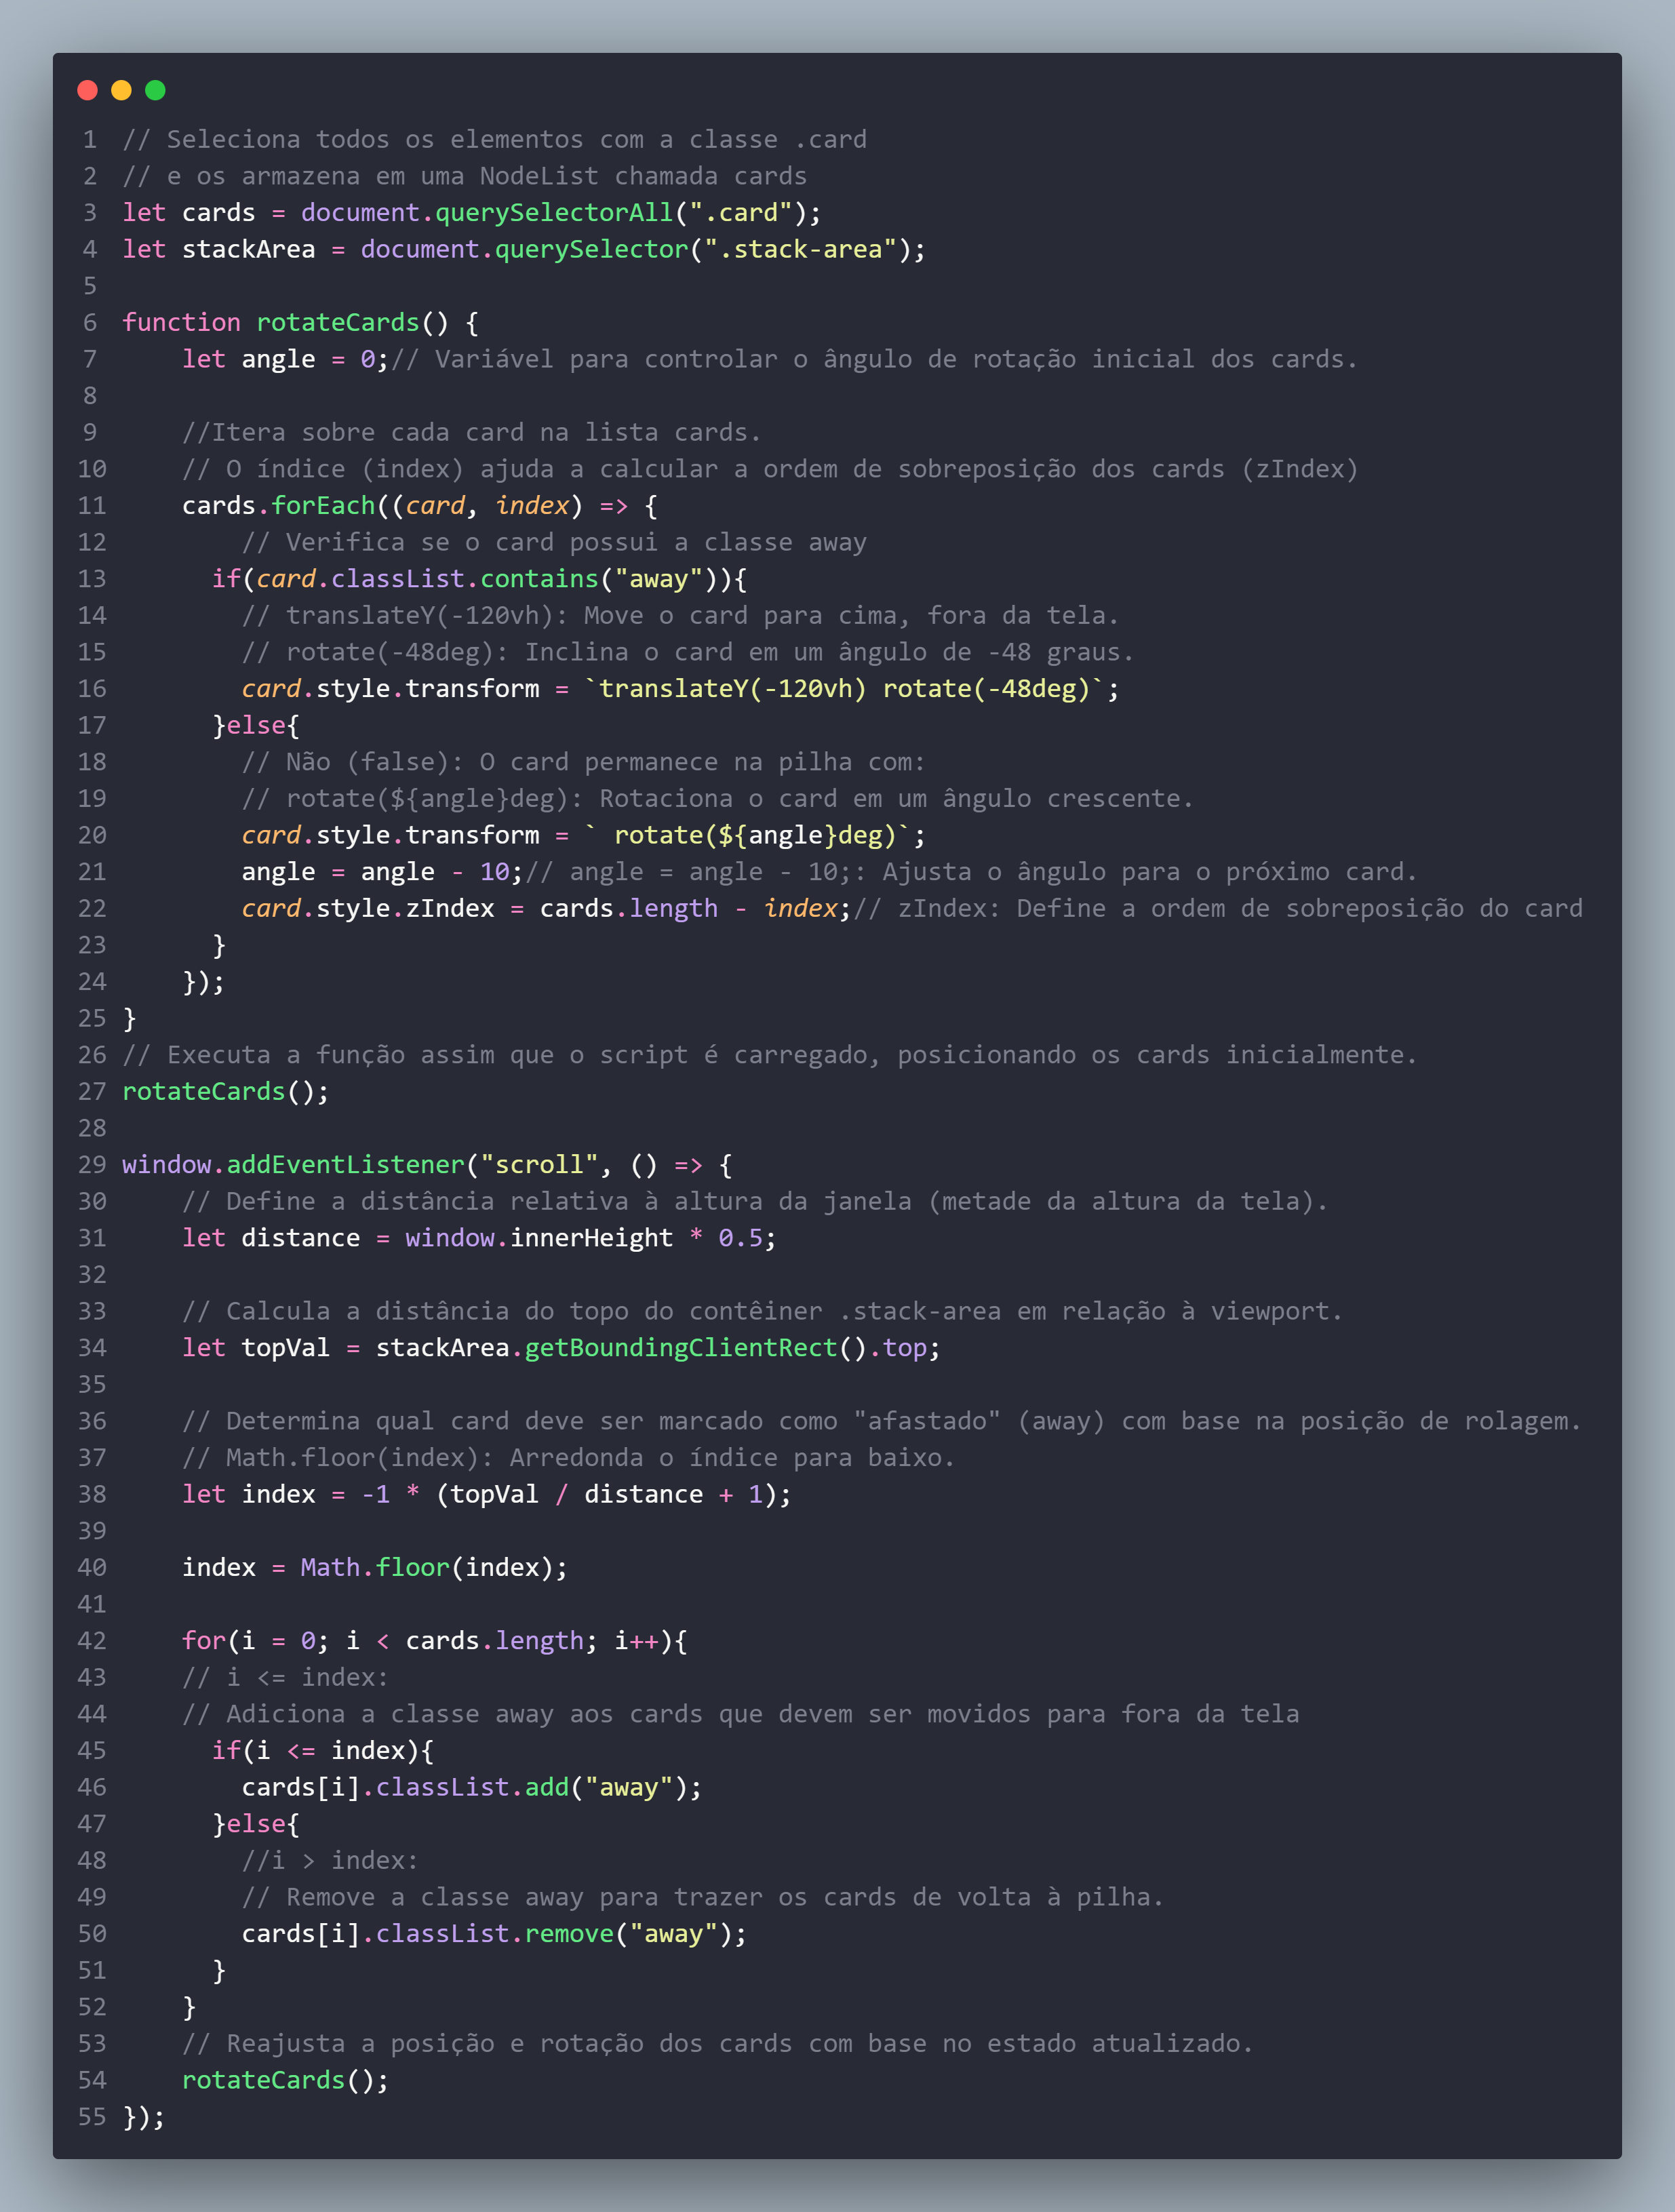 1 // Seleciona todos os elementos com a classe .card
2 // e os armazena em uma NodeList chamada cards
3 let cards = document.querySelectorAll(".card");
4 let stackArea = document.querySelector(".stack-area");
5
6 function rotateCards() {
7     let angle = 0;// Variável para controlar o ângulo de rotação inicial dos cards.
8
9     //Itera sobre cada card na lista cards.
10     // O índice (index) ajuda a calcular a ordem de sobreposição dos cards (zIndex)
11     cards.forEach((card, index) => {
12         // Verifica se o card possui a classe away
13       if(card.classList.contains("away")){
14         // translateY(-120vh): Move o card para cima, fora da tela.
15         // rotate(-48deg): Inclina o card em um ângulo de -48 graus.
16         card.style.transform = `translateY(-120vh) rotate(-48deg)`;
17       }else{
18         // Não (false): O card permanece na pilha com:
19         // rotate(${angle}deg): Rotaciona o card em um ângulo crescente.
20         card.style.transform = ` rotate(${angle}deg)`;
21         angle = angle - 10;// angle = angle - 10;: Ajusta o ângulo para o próximo card.
22         card.style.zIndex = cards.length - index;// zIndex: Define a ordem de sobreposição do card
23       }
24     });
25 }
26 // Executa a função assim que o script é carregado, posicionando os cards inicialmente.
27 rotateCards();
28
29 window.addEventListener("scroll", () => {
30     // Define a distância relativa à altura da janela (metade da altura da tela).
31     let distance = window.innerHeight * 0.5;
32
33     // Calcula a distância do topo do contêiner .stack-area em relação à viewport.
34     let topVal = stackArea.getBoundingClientRect().top;
35
36     // Determina qual card deve ser marcado como "afastado" (away) com base na posição de rolagem.
37     // Math.floor(index): Arredonda o índice para baixo.
38     let index = -1 * (topVal / distance + 1);
39
40     index = Math.floor(index);
41
42     for(i = 0; i < cards.length; i++){
43     // i <= index:
44     // Adiciona a classe away aos cards que devem ser movidos para fora da tela
45       if(i <= index){
46         cards[i].classList.add("away");
47       }else{
48         //i > index:
49         // Remove a classe away para trazer os cards de volta à pilha.
50         cards[i].classList.remove("away");
51       }
52     }
53     // Reajusta a posição e rotação dos cards com base no estado atualizado.
54     rotateCards();
55 });